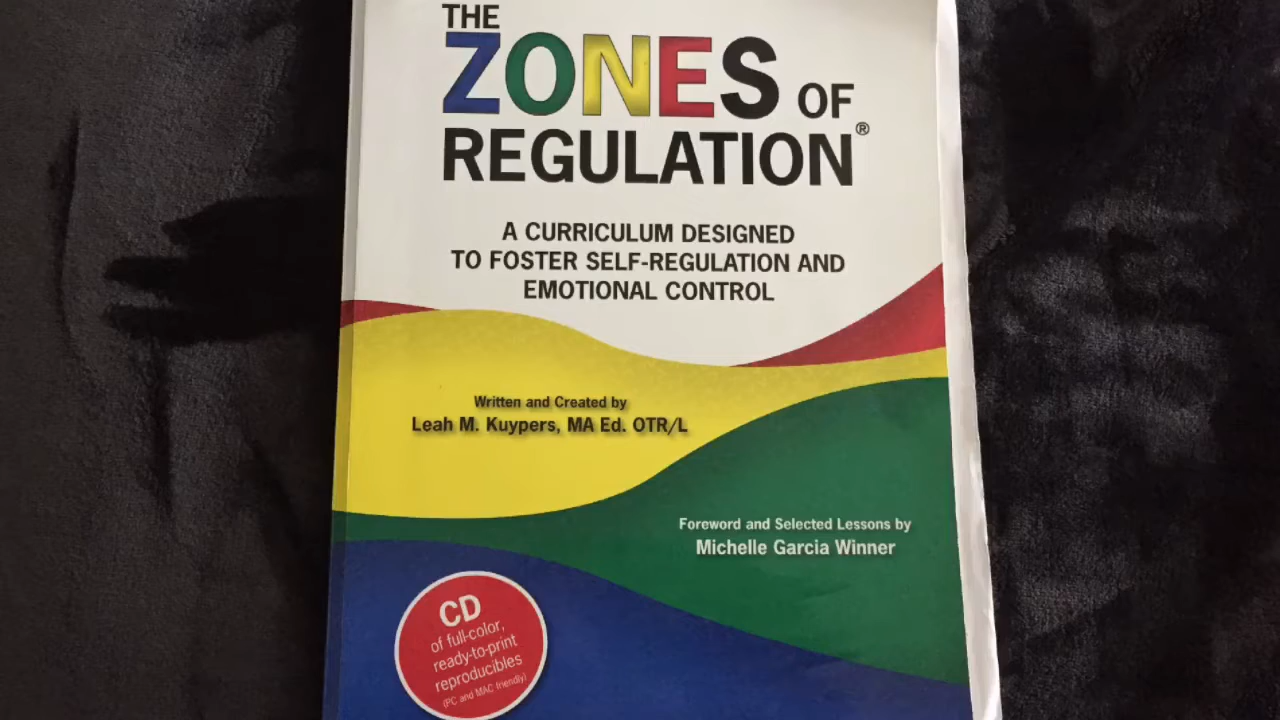 THE
ZONES OF
REGULATION®
A CURRICULUM DESIGNED
TO FOSTER SELF-REGULATION AND
EMOTIONAL CONTROL
Written and Created by
Leah M. Kuypers, MA Ed. OTR/L
Foreword and Selected Lessons by
Michelle Garcia Winner
CD
of full-color,
ready-to-print
reproducibles
(PC and MAC friendly)